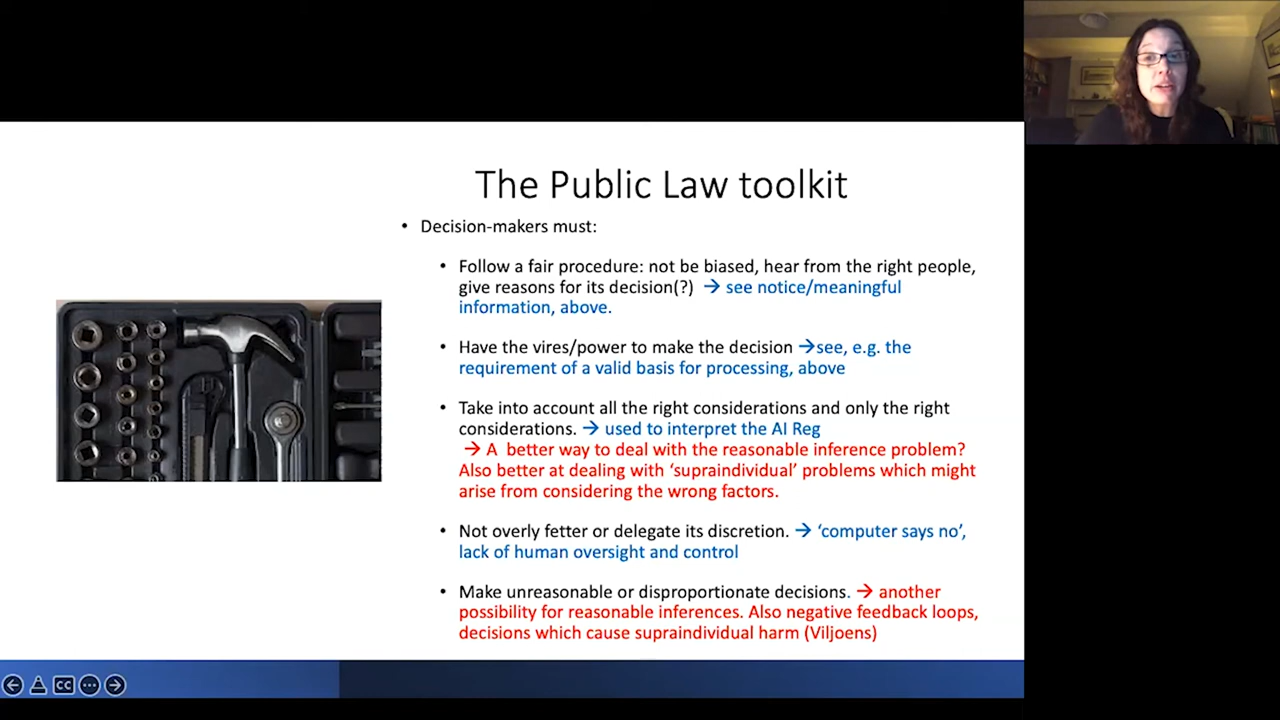 The Public Law toolkit
• Decision-makers must:
• Follow a fair procedure: not be biased, hear from the right people,
give reasons for its decision(?) → see notice/meaningful
information, above.
• Have the vires/power to make the decision →see, e.g. the
requirement of a valid basis for processing, above
• Take into account all the right considerations and only the right
considerations. → used to interpret the AI Reg
→ A better way to deal with the reasonable inference problem?
Also better at dealing with ‘supraindividual’ problems which might
arise from considering the wrong factors.
• Not overly fetter or delegate its discretion. → ‘computer says no’,
lack of human oversight and control
• Make unreasonable or disproportionate decisions. → another
possibility for reasonable inferences. Also negative feedback loops,
decisions which cause supraindividual harm (Viljoens)
CC